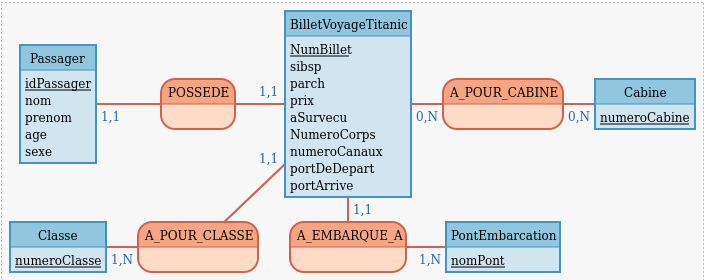 Passager
idPassager
nom
prenom
age
sexe
1,1
POSSEDE
1,1
BilletVoyageTitanic
NumBillet
sibsp
parch
prix
aSurvecu
NumeroCorps
numeroCanaux
portDeDepart
portArrive
0,N
A_POUR_CABINE
0,N
Cabine
numeroCabine
1,1
1,1
Classe
numeroClasse
1,N
A_POUR_CLASSE
A_EMBARQUE_A
1,N
PontEmbarcation
nomPont